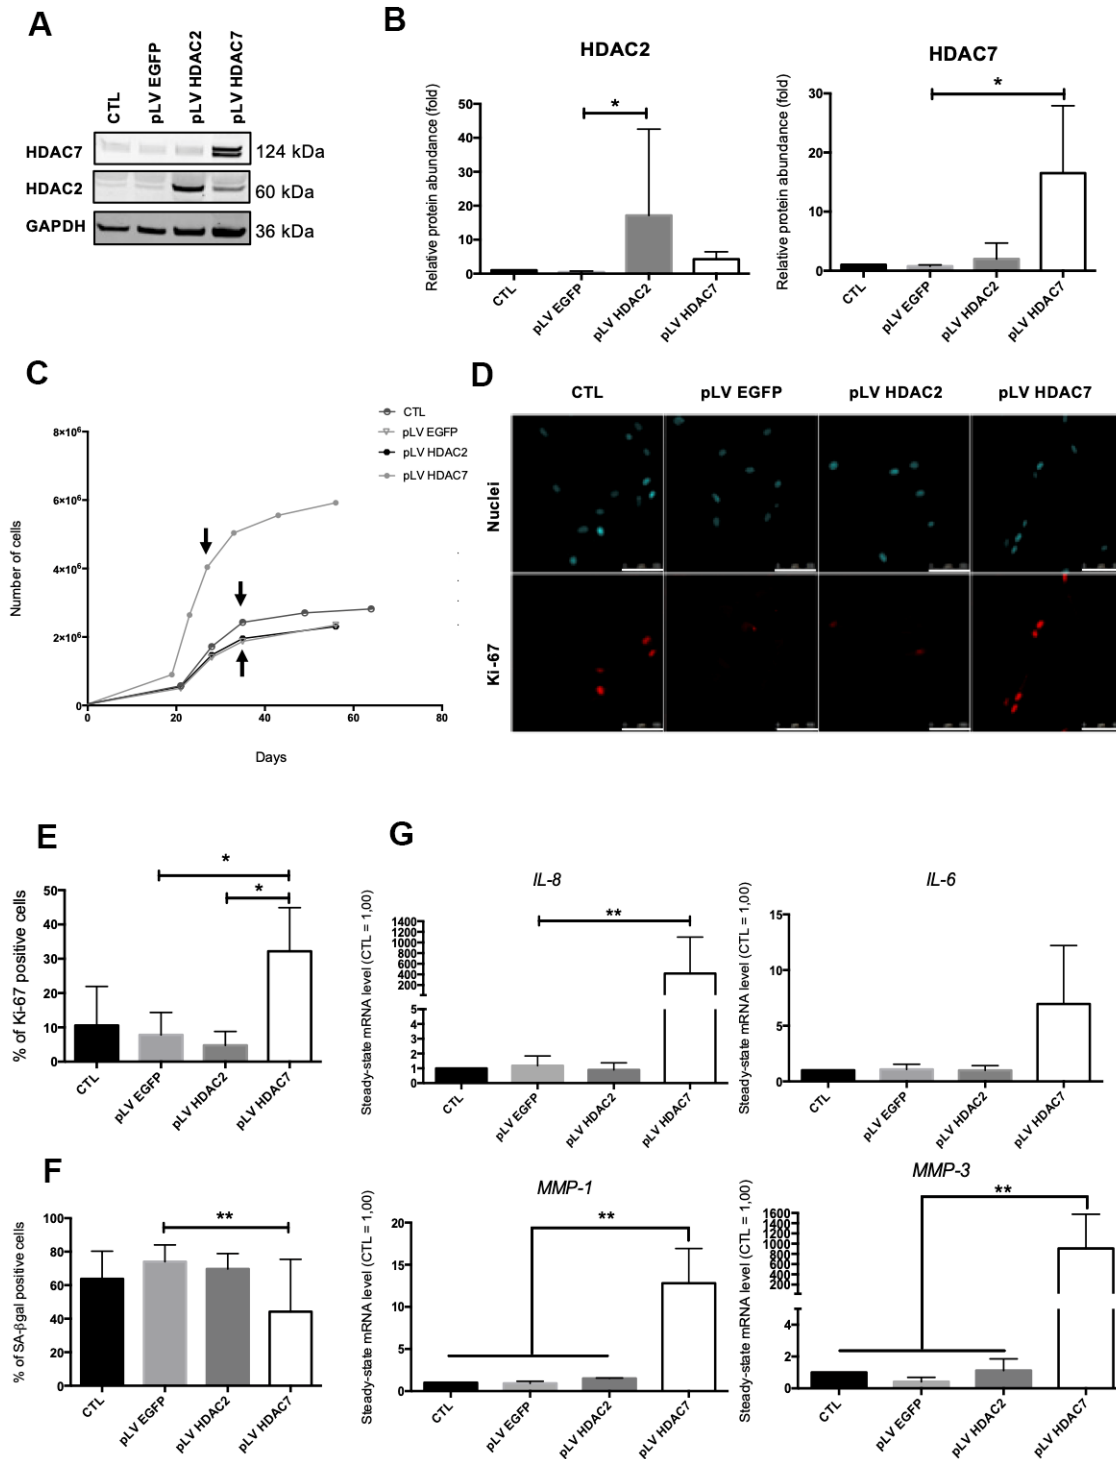 A
CTL
pLV EGFP
pLV HDAC2
pLV HDAC7
HDAC7
124 kDa
HDAC2
60 kDa
GAPDH
36 kDa
B
HDAC2
Relative protein abundance (fold)
50
40
30
20
10
0
*
CTL
pLV EGFP
pLV HDAC2
pLV HDAC7
HDAC7
Relative protein abundance (fold)
30
20
10
0
*
CTL
pLV EGFP
pLV HDAC2
pLV HDAC7
C
Number of cells
8×10⁶
6×10⁶
4×10⁶
2×10⁶
0
0
20
40
60
80
Days
CTL
pLV EGFP
pLV HDAC2
pLV HDAC7
D
CTL
pLV EGFP
pLV HDAC2
pLV HDAC7
Nuclei
Ki-67
E
% of Ki-67 positive cells
50
40
30
20
10
0
*
*
CTL
pLV EGFP
pLV HDAC2
pLV HDAC7
F
% of SA-βgal positive cells
100
80
60
40
20
0
**
CTL
pLV EGFP
pLV HDAC2
pLV HDAC7
G
IL-8
Steady-state mRNA level (CTL = 1,00)
1400
1200
1000
800
600
400
200
5
4
3
2
1
0
**
CTL
pLV EGFP
pLV HDAC2
pLV HDAC7
IL-6
Steady-state mRNA level (CTL = 1,00)
15
10
5
0
CTL
pLV EGFP
pLV HDAC2
pLV HDAC7
MMP-1
Steady-state mRNA level (CTL = 1,00)
20
15
10
5
0
**
CTL
pLV EGFP
pLV HDAC2
pLV HDAC7
MMP-3
Steady-state mRNA level (CTL = 1,00)
1600
1400
1200
1000
800
600
400
200
4
2
0
**
CTL
pLV EGFP
pLV HDAC2
pLV HDAC7